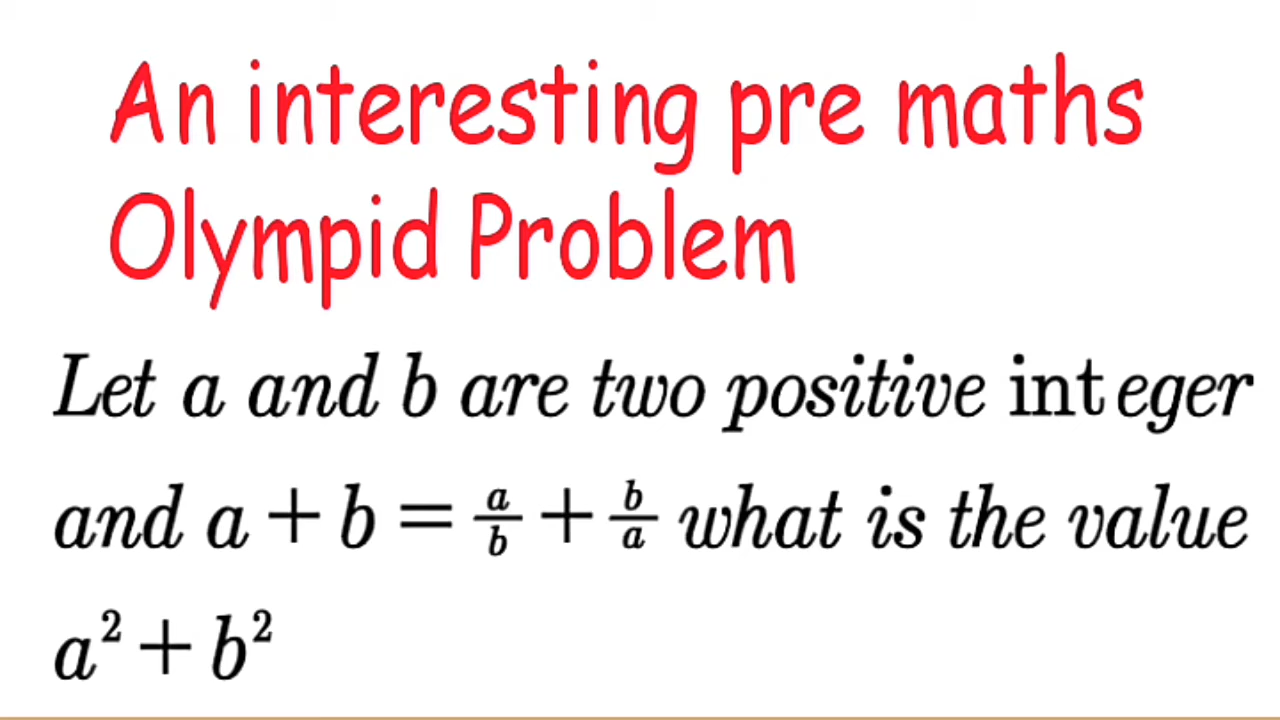 An interesting pre maths
Olympid Problem
Let a and b are two positive integer
and a + b = a/b + b/a what is the value
a² + b²